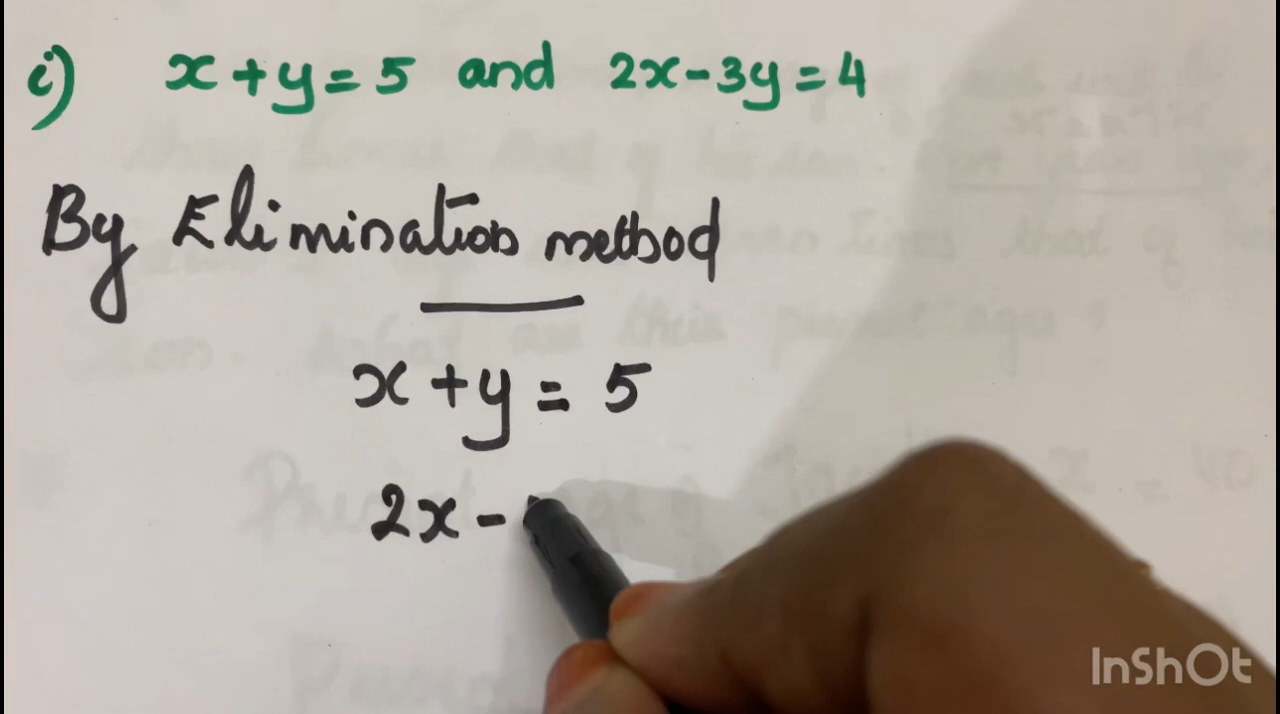 i) x + y = 5 and 2x - 3y = 4
By Elimination method
x + y = 5
2x -
InShOt